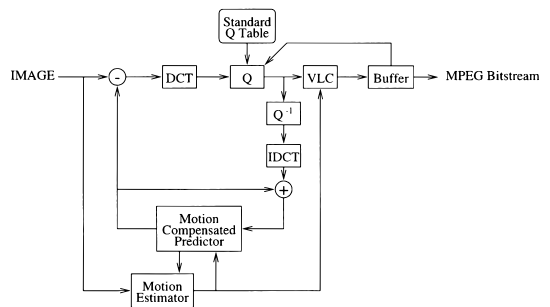 Standard
Q Table
IMAGE
-
DCT
Q
VLC
Buffer
MPEG Bitstream
Q⁻¹
IDCT
+
Motion
Compensated
Predictor
Motion
Estimator